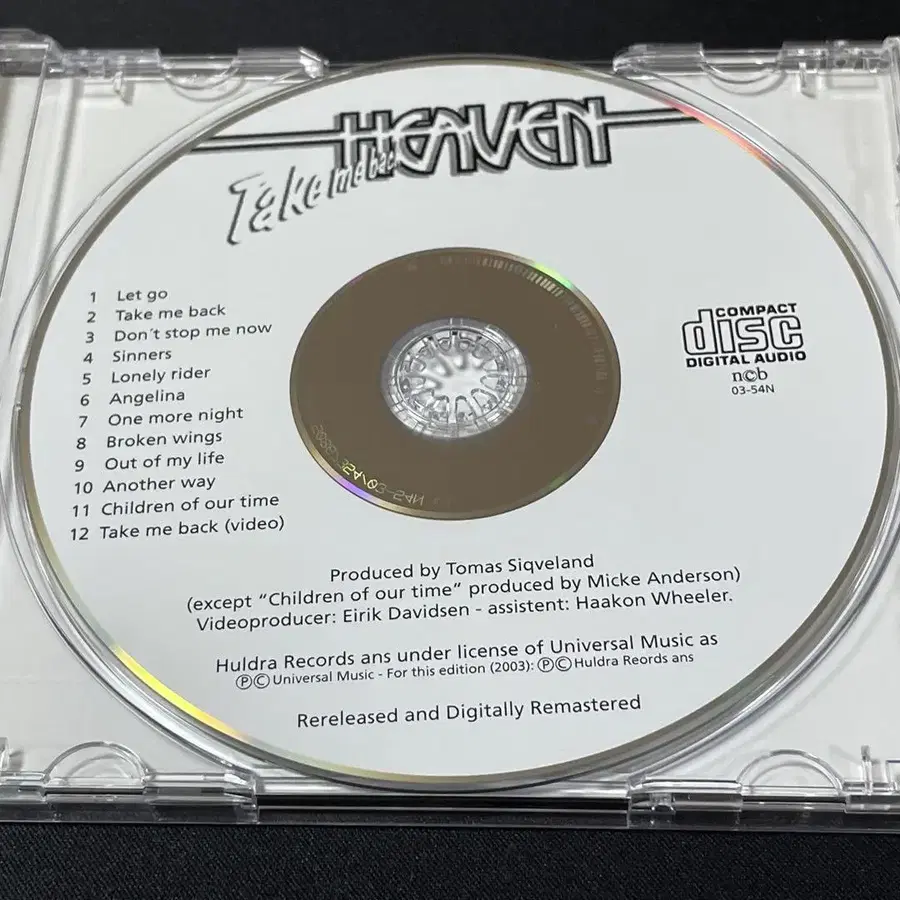 HEAVEN
Take me back
1 Let go
2 Take me back
3 Don´t stop me now
4 Sinners
5 Lonely rider
6 Angelina
7 One more night
8 Broken wings
9 Out of my life
10 Another way
11 Children of our time
12 Take me back (video)
COMPACT
disc
DIGITAL AUDIO
ncb
03-54N
Produced by Tomas Siqveland
(except “Children of our time” produced by Micke Anderson)
Videoproducer: Eirik Davidsen - assistent: Haakon Wheeler.
Huldra Records ans under license of Universal Music as
ⓅⒸ Universal Music - For this edition (2003): ⓅⒸ Huldra Reords ans
Rereleased and Digitally Remastered